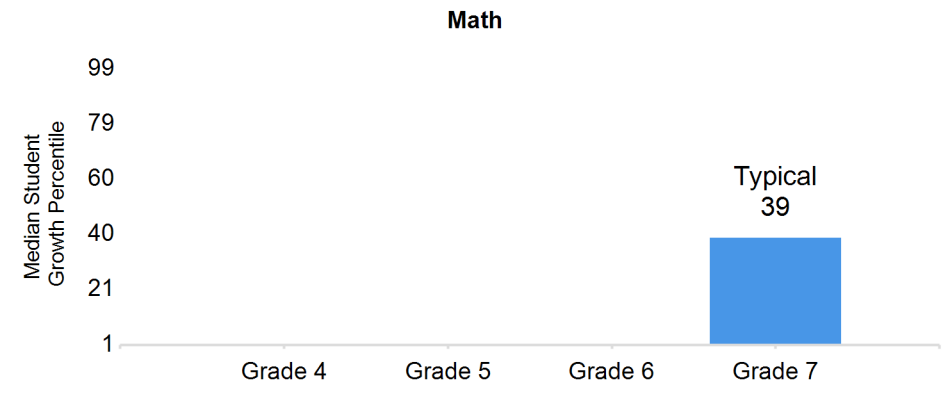 Math
Median Student
Growth Percentile
99
79
60
40
21
1
Typical
39
Grade 4
Grade 5
Grade 6
Grade 7